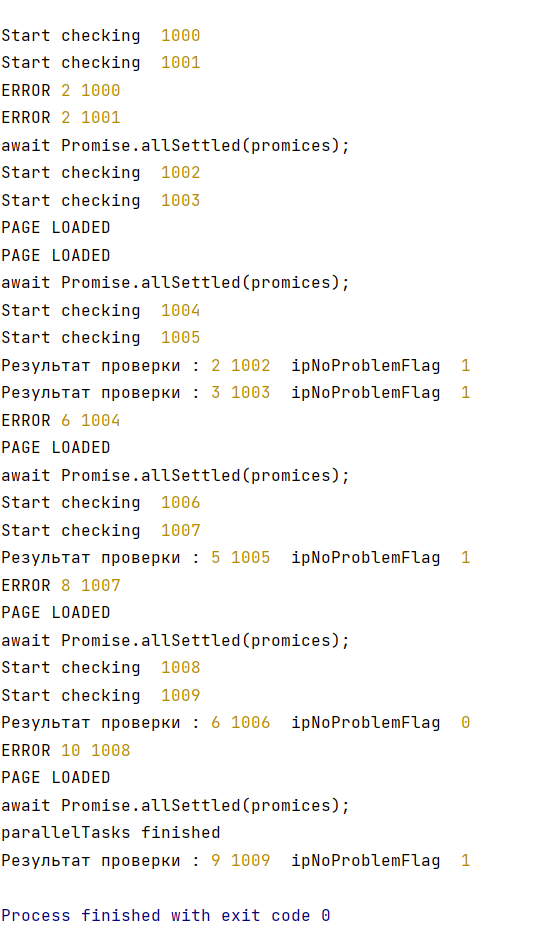 Start checking  1000
Start checking  1001
ERROR 2 1000
ERROR 2 1001
await Promise.allSettled(promices);
Start checking  1002
Start checking  1003
PAGE LOADED
PAGE LOADED
await Promise.allSettled(promices);
Start checking  1004
Start checking  1005
Результат проверки : 2 1002  ipNoProblemFlag  1
Результат проверки : 3 1003  ipNoProblemFlag  1
ERROR 6 1004
PAGE LOADED
await Promise.allSettled(promices);
Start checking  1006
Start checking  1007
Результат проверки : 5 1005  ipNoProblemFlag  1
ERROR 8 1007
PAGE LOADED
await Promise.allSettled(promices);
Start checking  1008
Start checking  1009
Результат проверки : 6 1006  ipNoProblemFlag  0
ERROR 10 1008
PAGE LOADED
await Promise.allSettled(promices);
parallelTasks finished
Результат проверки : 9 1009  ipNoProblemFlag  1
Process finished with exit code 0